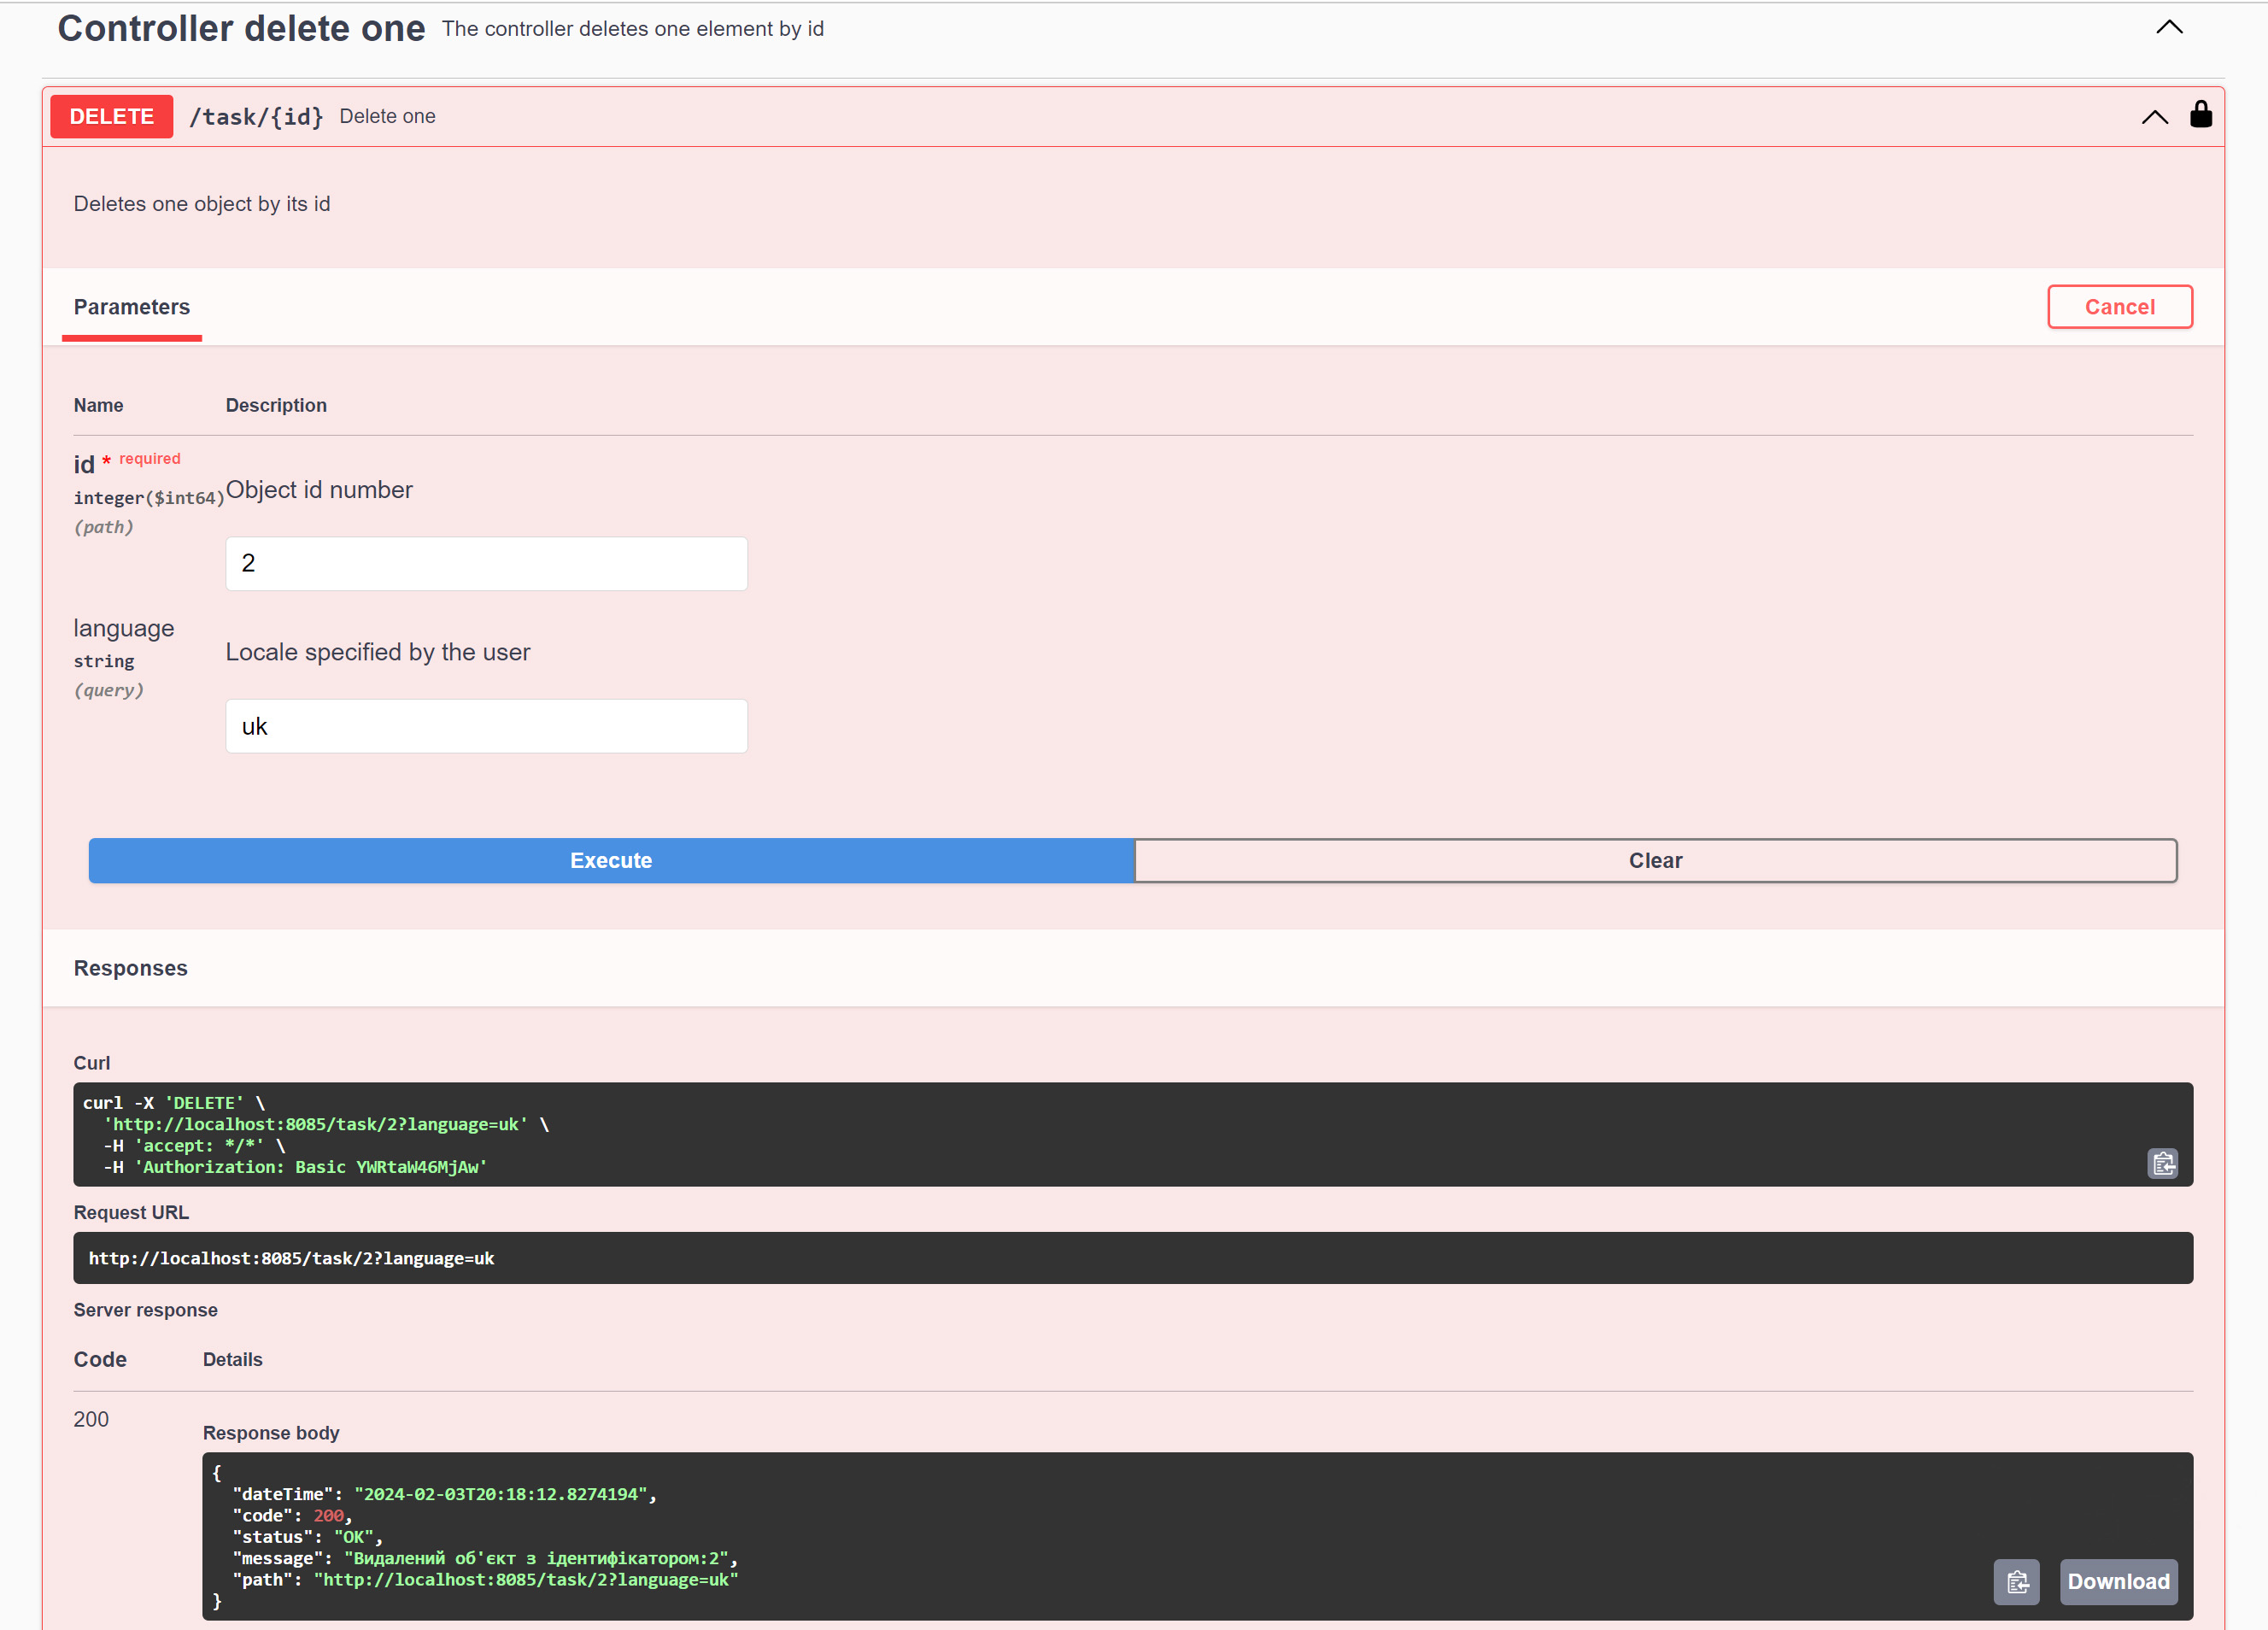 Controller delete one The controller deletes one element by id
DELETE /task/{id} Delete one
Deletes one object by its id
Parameters
Cancel
Name Description
id * required
integer($int64)
(path)
Object id number
2
language
string
(query)
Locale specified by the user
uk
Execute
Clear
Responses
Curl
curl -X 'DELETE' \
'http://localhost:8085/task/2?language=uk' \
-H 'accept: */*' \
-H 'Authorization: Basic YWRtaW46MjAw'
Request URL
http://localhost:8085/task/2?language=uk
Server response
Code Details
200
Response body
{
"dateTime": "2024-02-03T20:18:12.8274194",
"code": 200,
"status": "OK",
"message": "Видалений об'єкт з ідентифікатором:2",
"path": "http://localhost:8085/task/2?language=uk"
}
Download